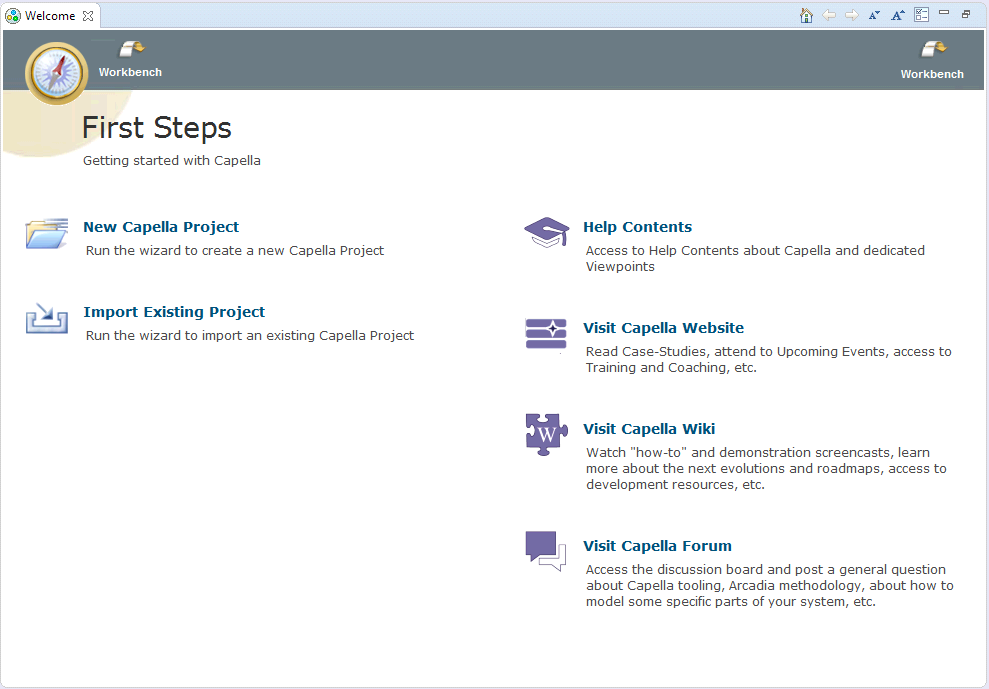 Welcome
Workbench
Workbench
First Steps
Getting started with Capella
New Capella Project
Run the wizard to create a new Capella Project
Import Existing Project
Run the wizard to import an existing Capella Project
Help Contents
Access to Help Contents about Capella and dedicated
Viewpoints
Visit Capella Website
Read Case-Studies, attend to Upcoming Events, access to
Training and Coaching, etc.
W
Visit Capella Wiki
Watch "how-to" and demonstration screencasts, learn
more about the next evolutions and roadmaps, access to
development resources, etc.
Visit Capella Forum
Access the discussion board and post a general question
about Capella tooling, Arcadia methodology, about how to
model some specific parts of your system, etc.